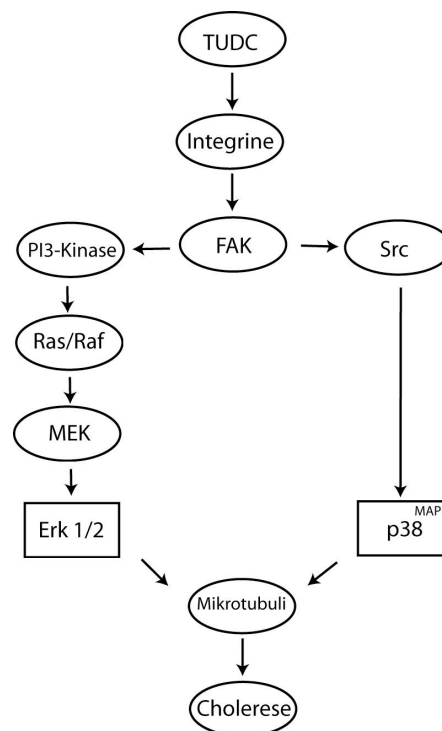 TUDC
Integrine
PI3-Kinase
FAK
Src
Ras/Raf
MEK
Erk 1/2
p38 MAP
Mikrotubuli
Cholerese